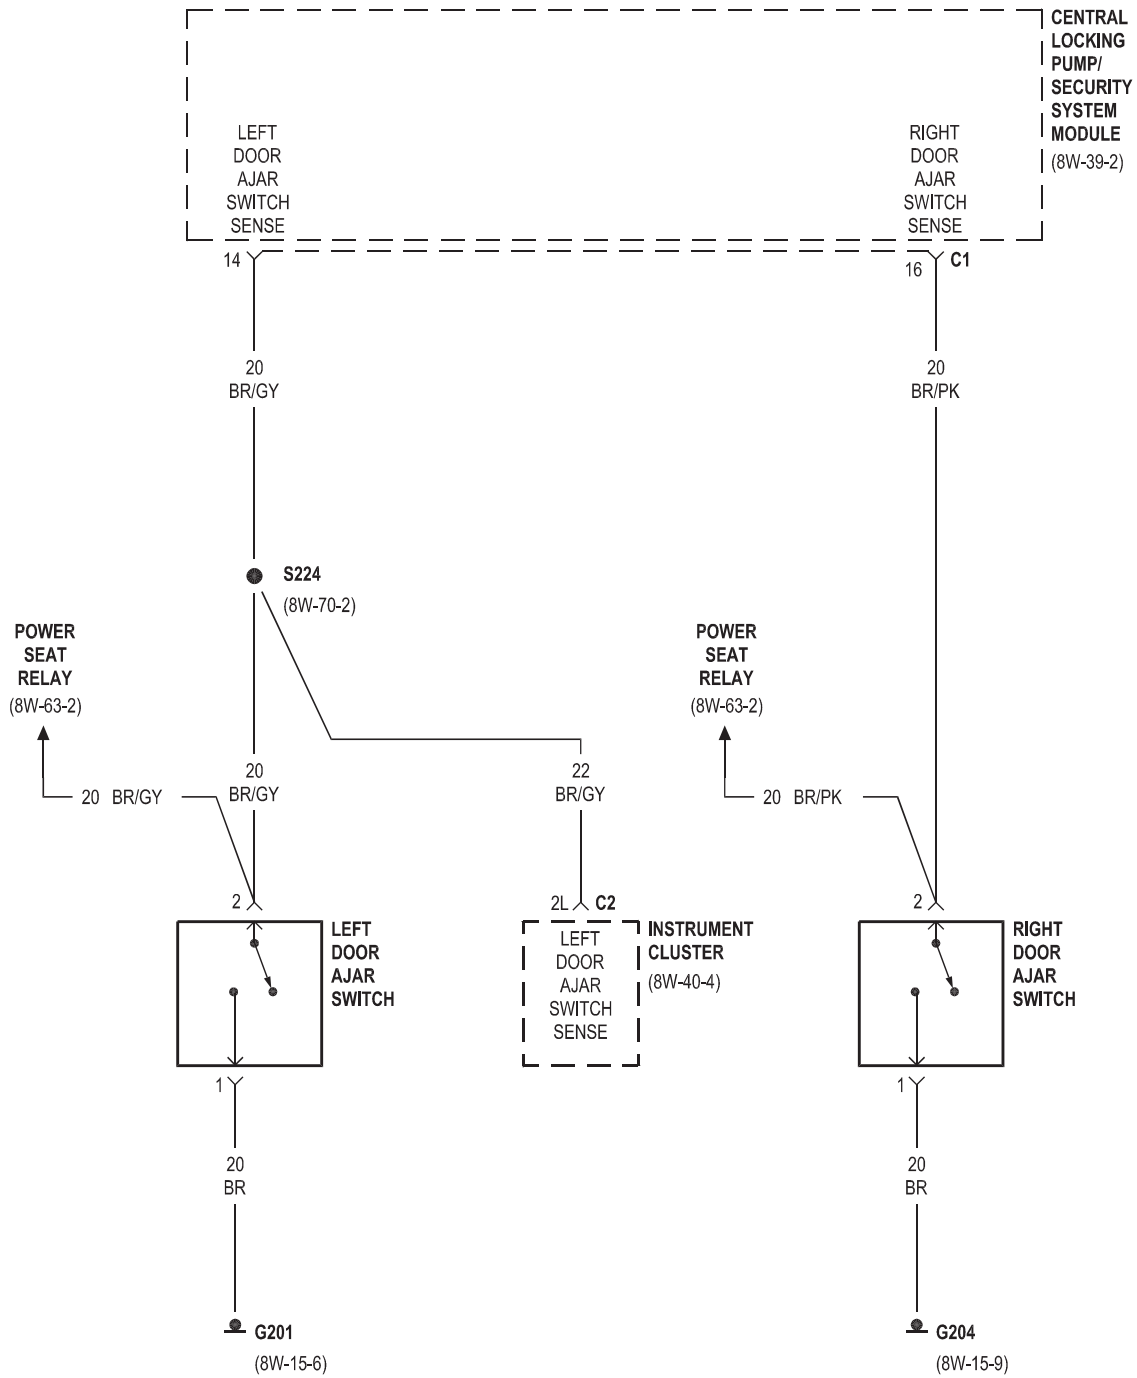 CENTRAL
LOCKING
PUMP/
SECURITY
SYSTEM
MODULE
(8W-39-2)
LEFT
DOOR
AJAR
SWITCH
SENSE
RIGHT
DOOR
AJAR
SWITCH
SENSE
14
16
C1
20
BR/GY
20
BR/PK
S224
(8W-70-2)
POWER
SEAT
RELAY
(8W-63-2)
POWER
SEAT
RELAY
(8W-63-2)
20 BR/GY
20
BR/GY
22
BR/GY
20 BR/PK
2
2L
C2
2
LEFT
DOOR
AJAR
SWITCH
LEFT
DOOR
AJAR
SWITCH
SENSE
INSTRUMENT
CLUSTER
(8W-40-4)
RIGHT
DOOR
AJAR
SWITCH
1
1
20
BR
20
BR
G201
(8W-15-6)
G204
(8W-15-9)